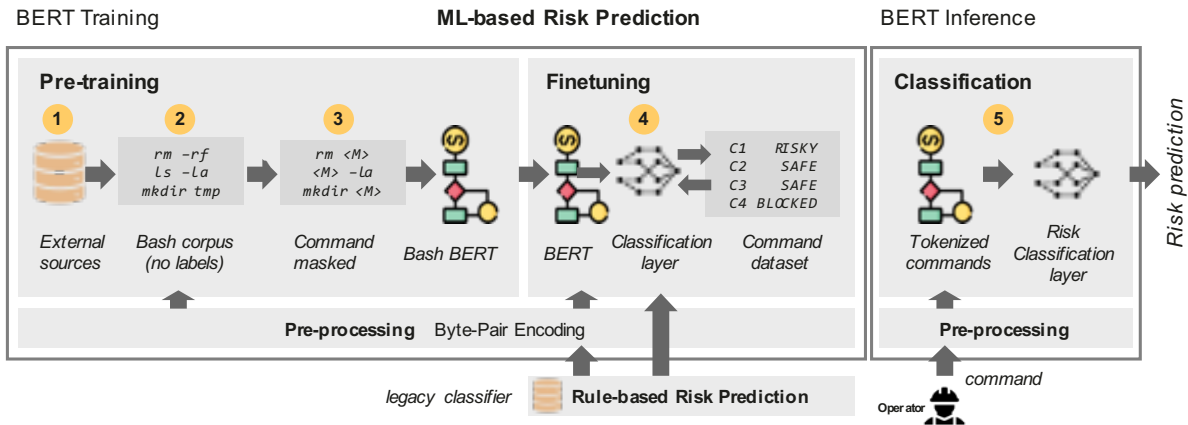 BERT Training
ML-based Risk Prediction
BERT Inference
Pre-training
Finetuning
Classification
1
2
3
4
5
rm –rf
ls –la
mkdir tmp
rm <M>
<M> –la
mkdir <M>
C1 RISKY
C2 SAFE
C3 SAFE
C4 BLOCKED
External
sources
Bash corpus
(no labels)
Command
masked
Bash BERT
BERT
Classification
layer
Command
dataset
Tokenized
commands
Risk
Classification
layer
Risk prediction
Pre-processing Byte-Pair Encoding
Pre-processing
legacy classifier
Rule-based Risk Prediction
command
Operator